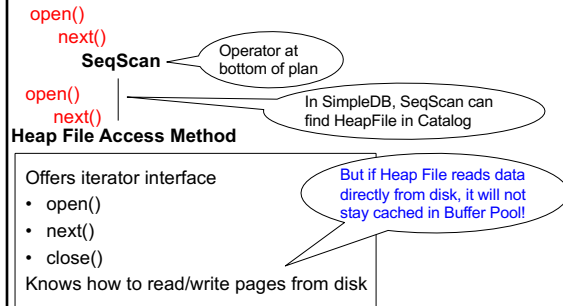 open()
next()
SeqScan
Operator at
bottom of plan
open()
next()
In SimpleDB, SeqScan can
find HeapFile in Catalog
Heap File Access Method
Offers iterator interface
• open()
• next()
• close()
Knows how to read/write pages from disk
But if Heap File reads data
directly from disk, it will not
stay cached in Buffer Pool!